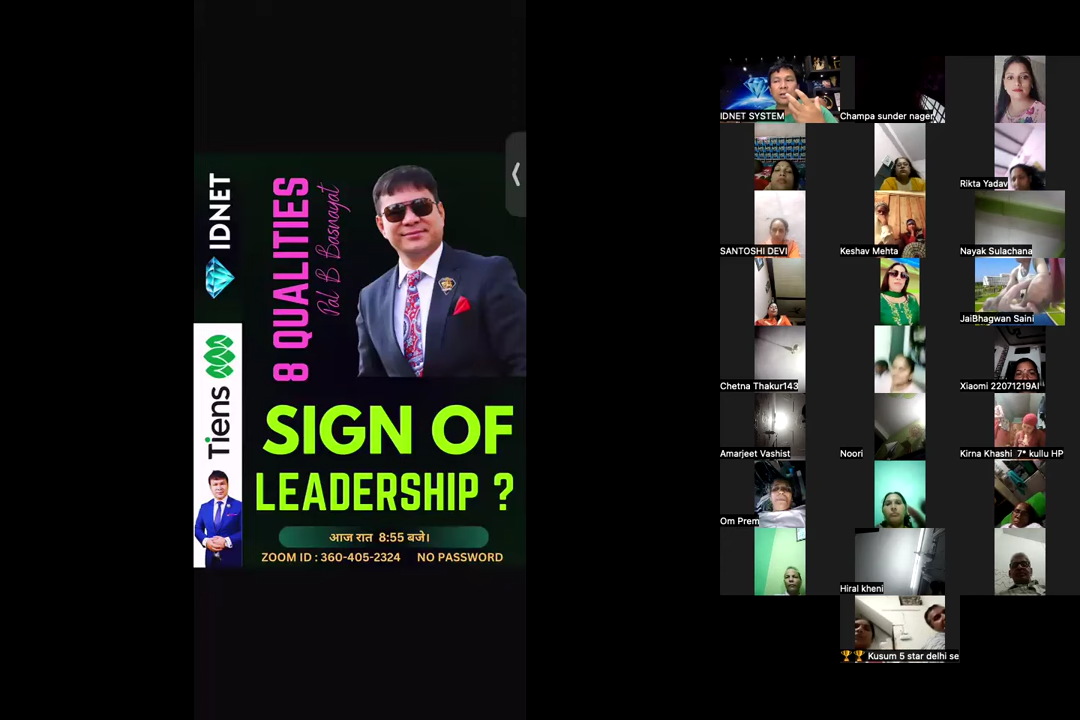 IDNET
Tiens
8 QUALITIES
Pal B Basnayat
SIGN OF
LEADERSHIP ?
आज रात 8:55 बजे।
ZOOM ID : 360-405-2324 NO PASSWORD
IDNET SYSTEM
Champa sunder nager
Rikta Yadav
SANTOSHI DEVI
Keshav Mehta
Nayak Sulachana
JaiBhagwan Saini
Chetna Thakur143
Xiaomi 22071219AI
Amarjeet Vashist
Noori
Kirna Khashi 7* kullu HP
Om Prem
Hiral kheni
🏆🏆 Kusum 5 star delhi se